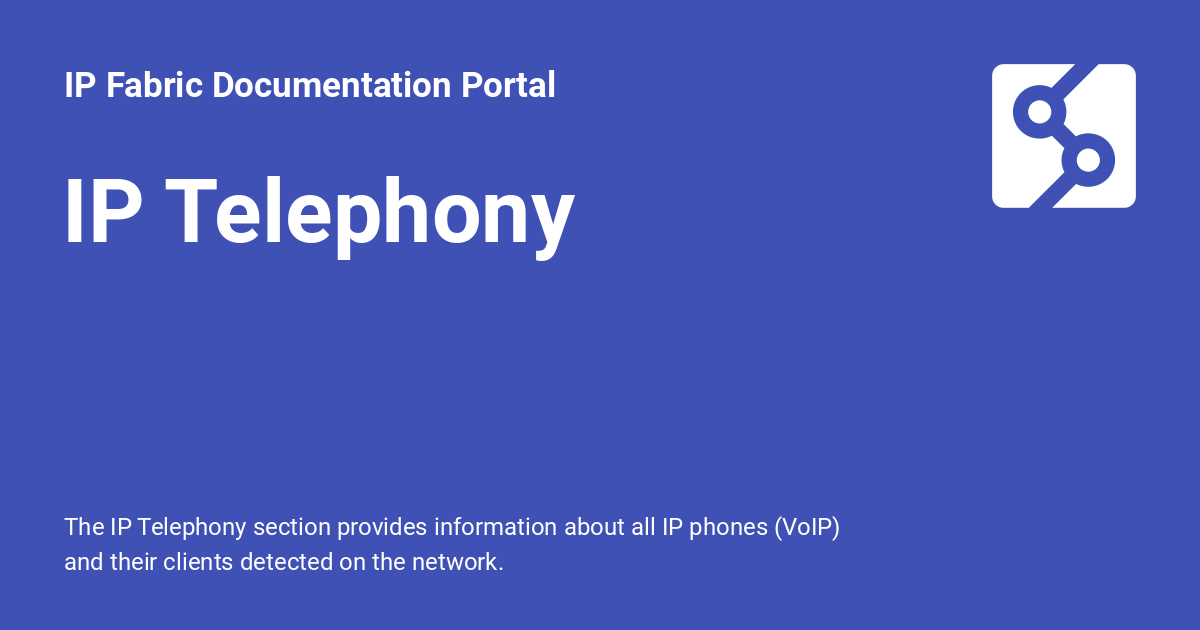 IP Fabric Documentation Portal
IP Telephony
The IP Telephony section provides information about all IP phones (VoIP)
and their clients detected on the network.